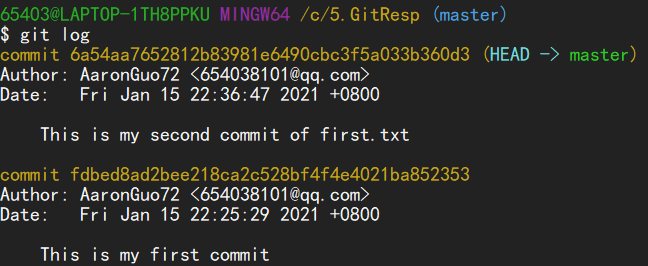 65403@LAPTOP-1TH8PPKU MINGW64 /c/5.GitResp (master)
$ git log
commit 6a54aa7652812b83981e6490cbc3f5a033b360d3 (HEAD -> master)
Author: AaronGuo72 <654038101@qq.com>
Date:   Fri Jan 15 22:36:47 2021 +0800
    This is my second commit of first.txt
commit fdbed8ad2bee218ca2c528bf4f4e4021ba852353
Author: AaronGuo72 <654038101@qq.com>
Date:   Fri Jan 15 22:25:29 2021 +0800
    This is my first commit